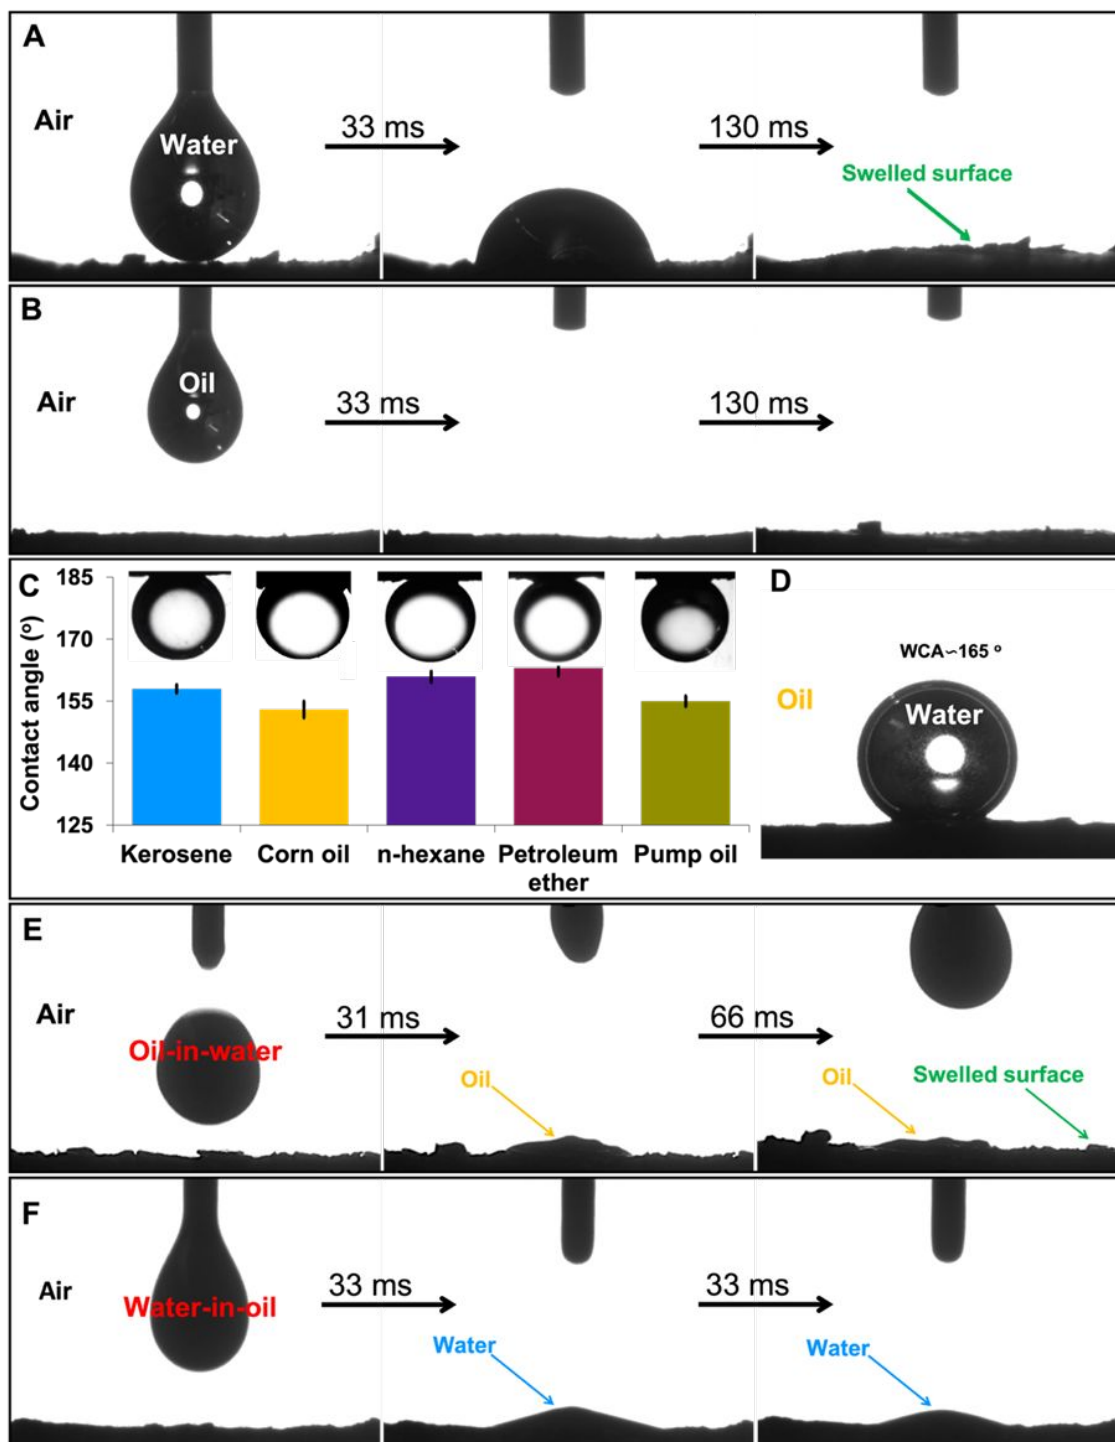 A
Air
Water
33 ms
130 ms
Swelled surface
B
Air
Oil
33 ms
130 ms
C
185
170
155
140
125
Contact angle (º)
Kerosene
Corn oil
n-hexane
Petroleum
ether
Pump oil
D
WCA~165 º
Oil
Water
E
Air
Oil-in-water
31 ms
66 ms
Oil
Oil
Swelled surface
F
Air
Water-in-oil
33 ms
33 ms
Water
Water